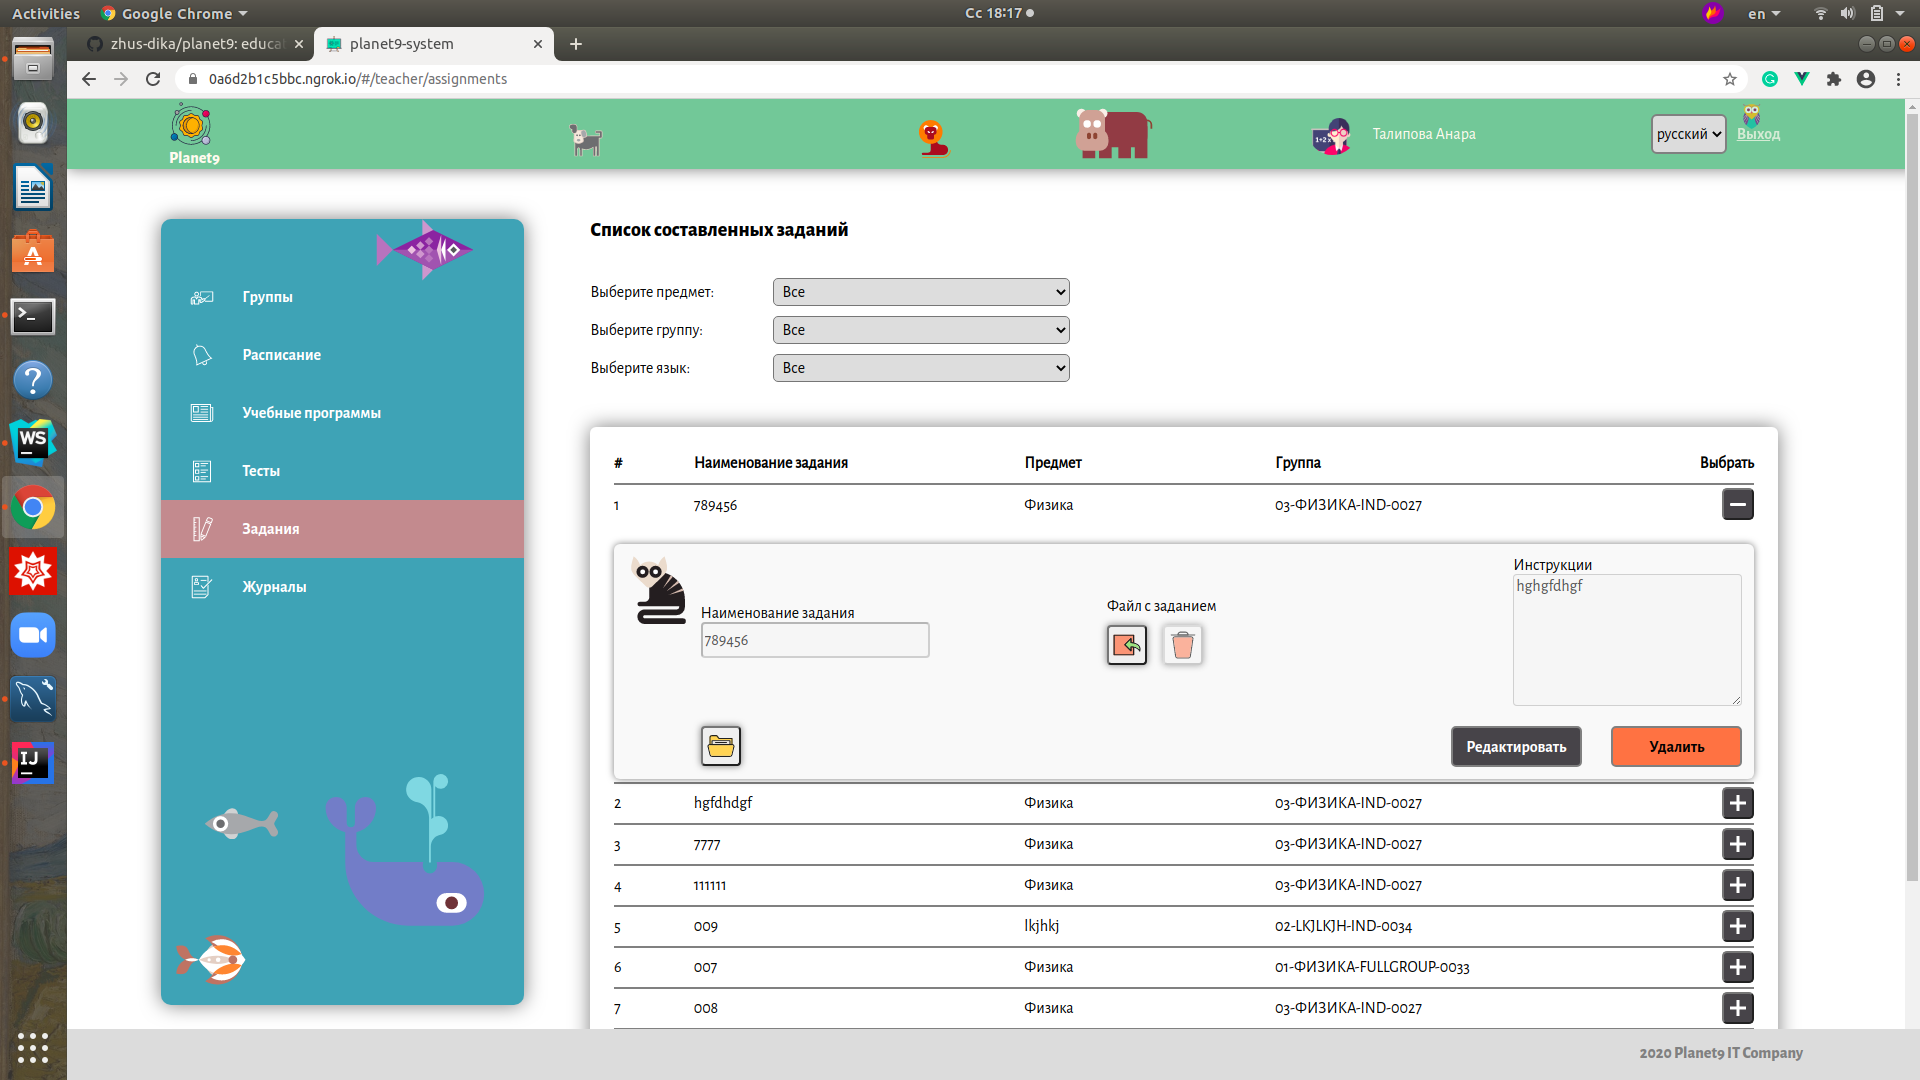 Activities
Google Chrome
Сс 18:17
en
zhus-dika/planet9: educat
planet9-system
0a6d2b1c5bbc.ngrok.io/#/teacher/assignments
Planet9
1+2
Талипова Анара
русский
Выход
Группы
Расписание
Учебные программы
Тесты
Задания
Журналы
Список составленных заданий
Выберите предмет: Все
Выберите группу: Все
Выберите язык: Все
# Наименование задания Предмет Группа Выбрать
1 789456 Физика 03-ФИЗИКА-IND-0027
Наименование задания
789456
Файл с заданием
Инструкции
hghgfdhgf
Редактировать
Удалить
2 hgfdhdgf Физика 03-ФИЗИКА-IND-0027
3 7777 Физика 03-ФИЗИКА-IND-0027
4 111111 Физика 03-ФИЗИКА-IND-0027
5 009 lkjhkj 02-LKJLKJH-IND-0034
6 007 Физика 01-ФИЗИКА-FULLGROUP-0033
7 008 Физика 03-ФИЗИКА-IND-0027
2020 Planet9 IT Company
WS
IJ